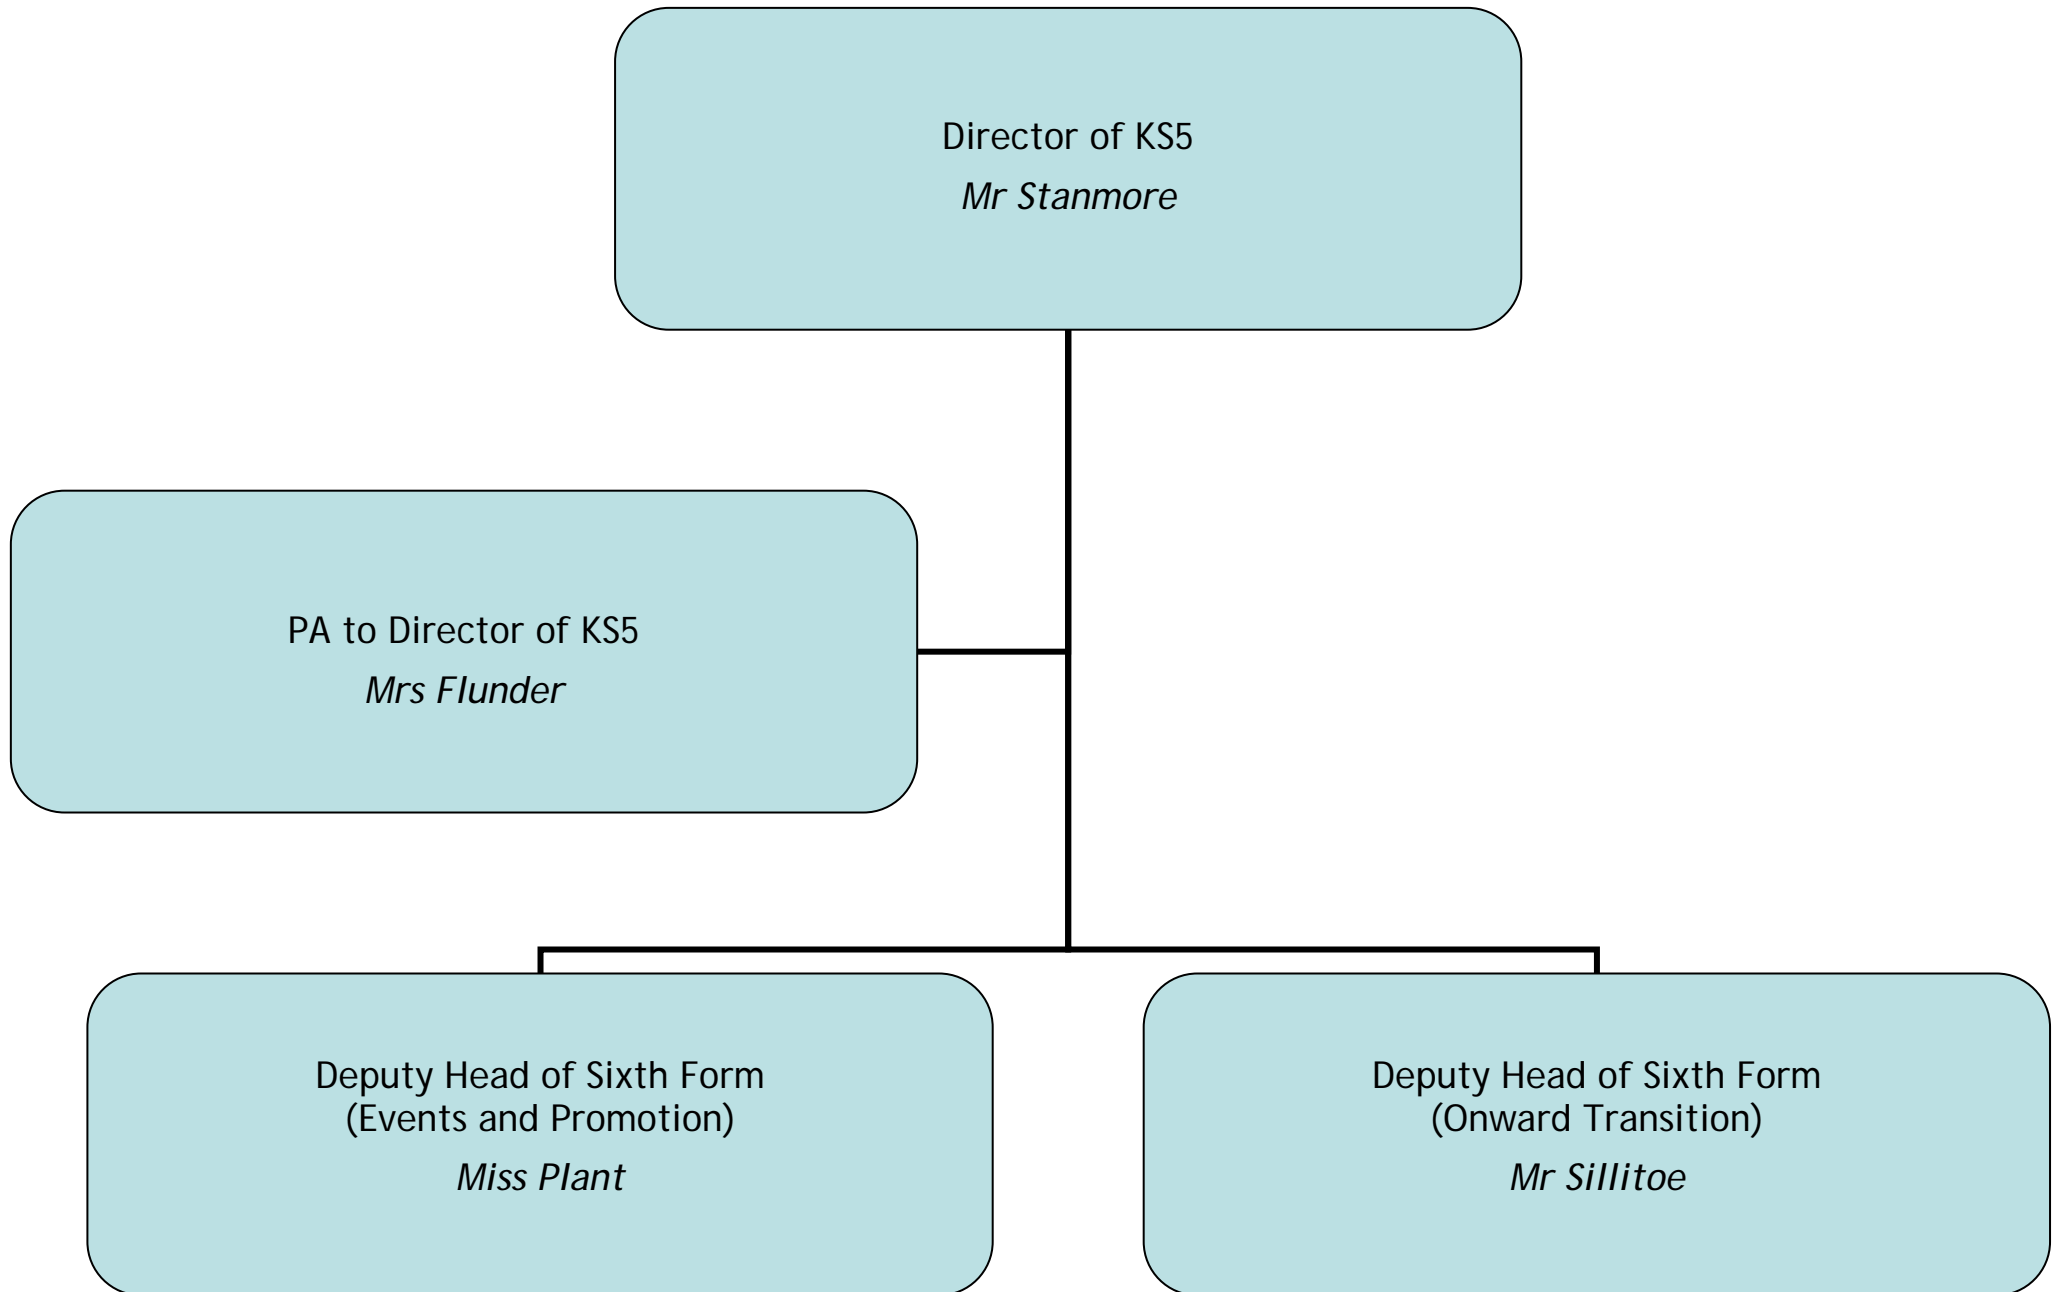 Director of KS5
Mr Stanmore
PA to Director of KS5
Mrs Flunder
Deputy Head of Sixth Form
(Events and Promotion)
Miss Plant
Deputy Head of Sixth Form
(Onward Transition)
Mr Sillitoe